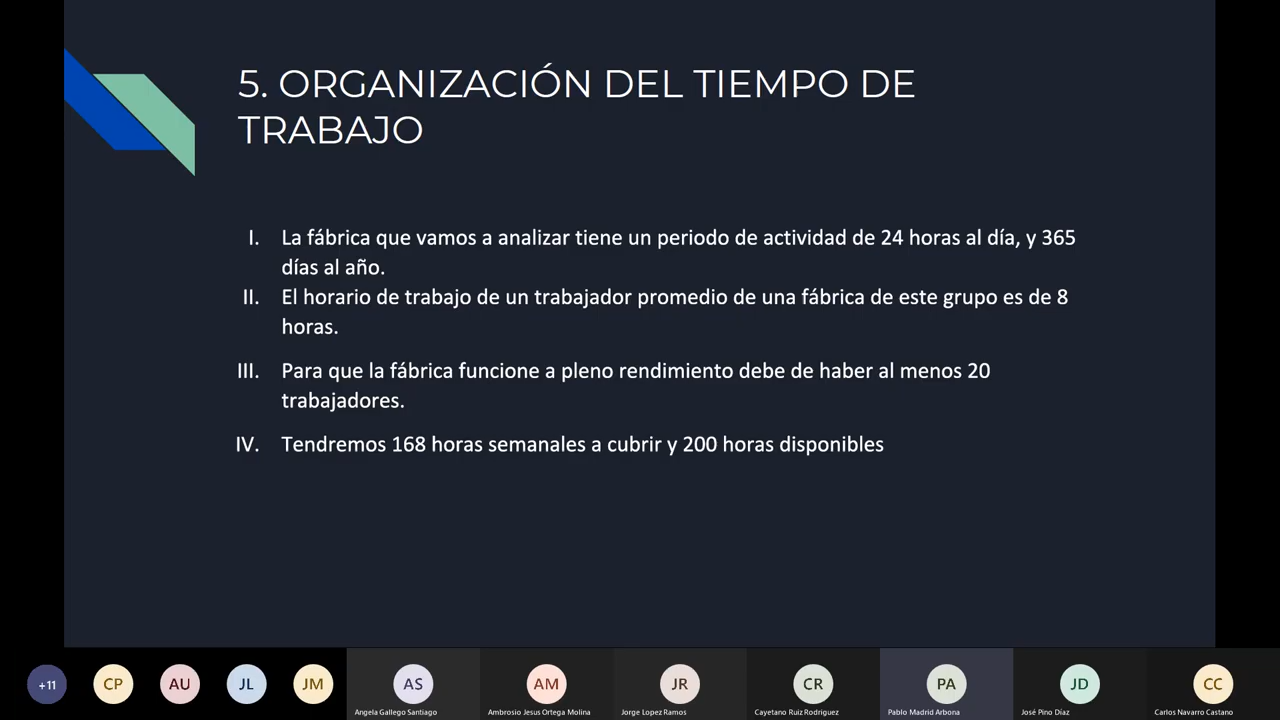 5. ORGANIZACIÓN DEL TIEMPO DE
TRABAJO
I. La fábrica que vamos a analizar tiene un periodo de actividad de 24 horas al día, y 365
días al año.
II. El horario de trabajo de un trabajador promedio de una fábrica de este grupo es de 8
horas.
III. Para que la fábrica funcione a pleno rendimiento debe de haber al menos 20
trabajadores.
IV. Tendremos 168 horas semanales a cubrir y 200 horas disponibles
+11 CP AU JL JM AS AM JR CR PA JD CC
Angela Gallego Santiago Ambrosio Jesus Ortega Molina Jorge Lopez Ramos Cayetano Ruiz Rodriguez Pablo Madrid Arbona José Pino Díaz Carlos Navarro Castano